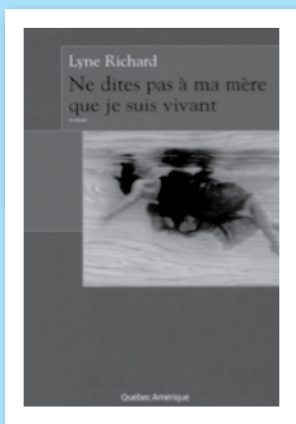 Lyne Richard
Ne dites pas à ma mère
que je suis vivant
Québec Amérique